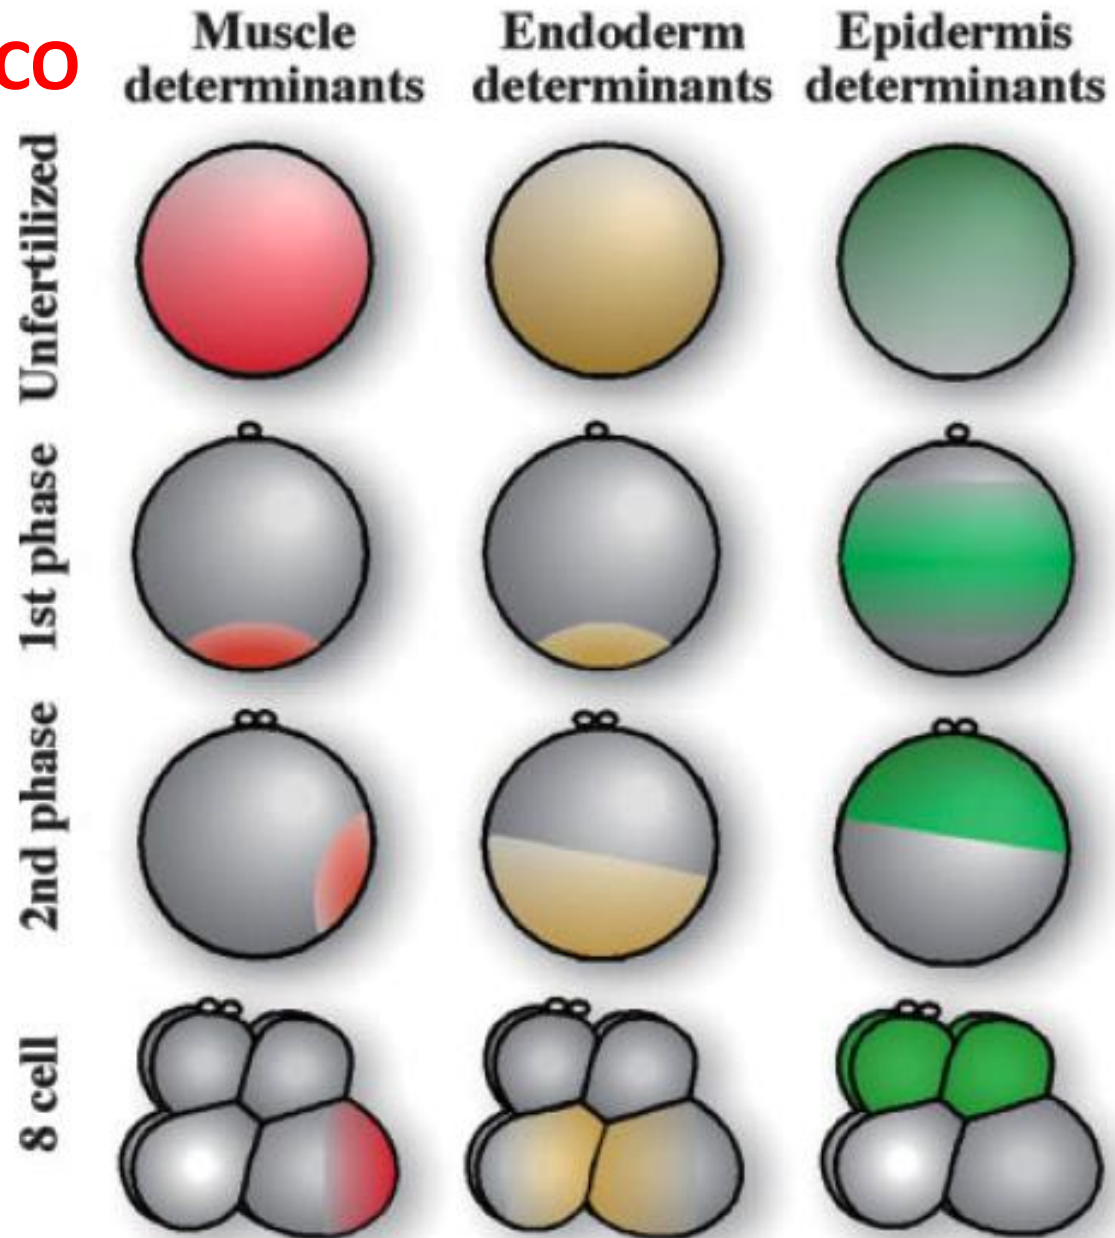 CO
Muscle determinants
Endoderm determinants
Epidermis determinants
Unfertilized
1st phase
2nd phase
8 cell